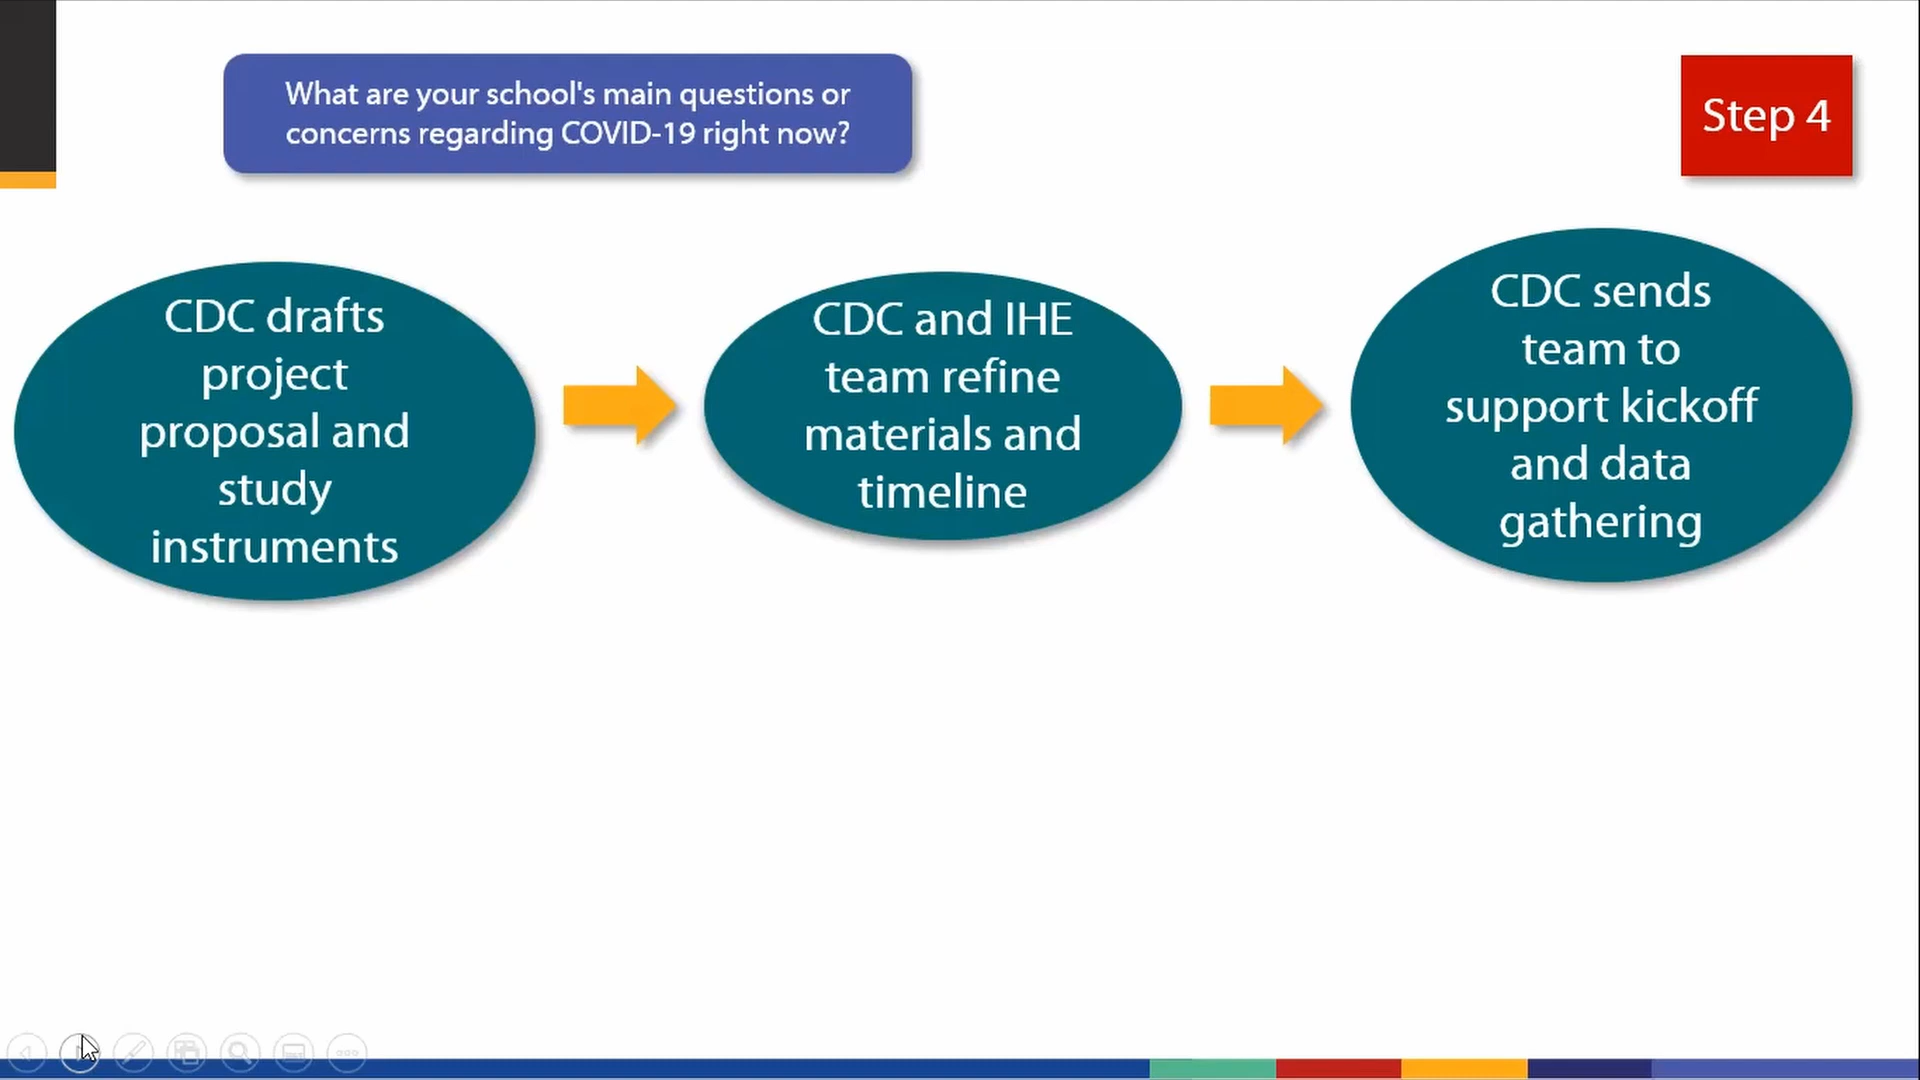 What are your school's main questions or
concerns regarding COVID-19 right now?
Step 4
CDC drafts
project
proposal and
study
instruments
CDC and IHE
team refine
materials and
timeline
CDC sends
team to
support kickoff
and data
gathering